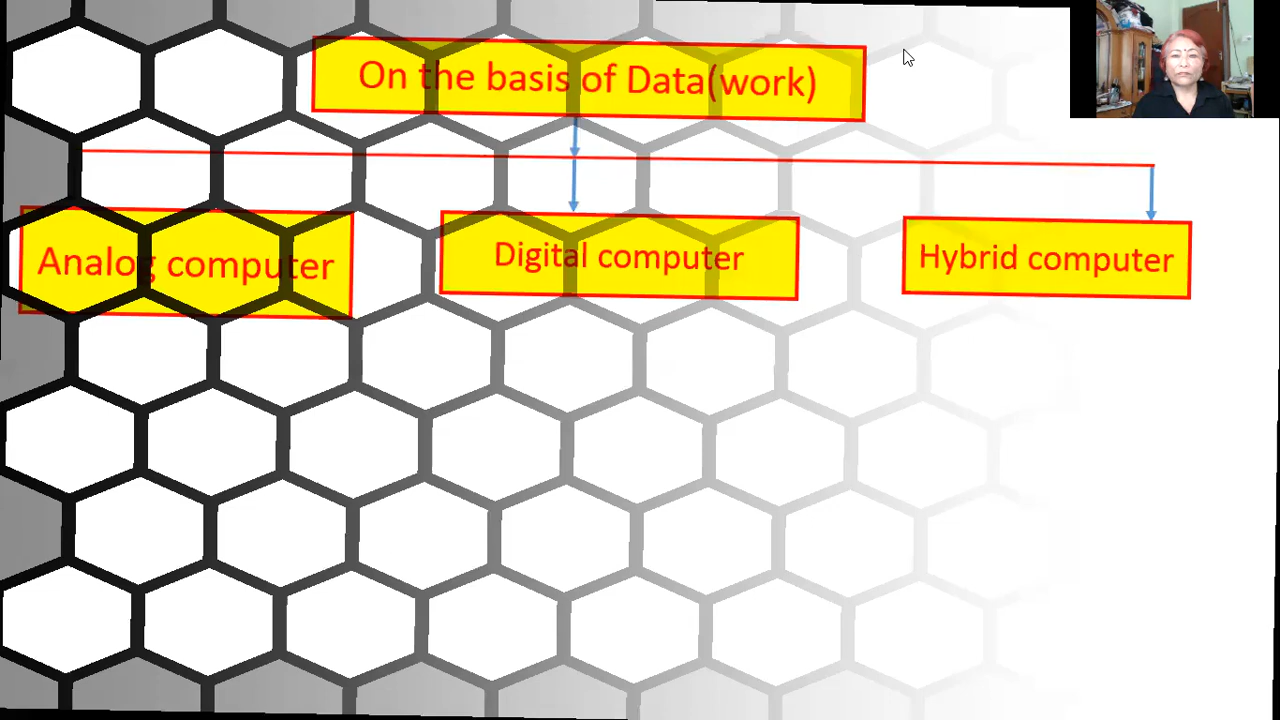 On the basis of Data(work)
Analog computer
Digital computer
Hybrid computer